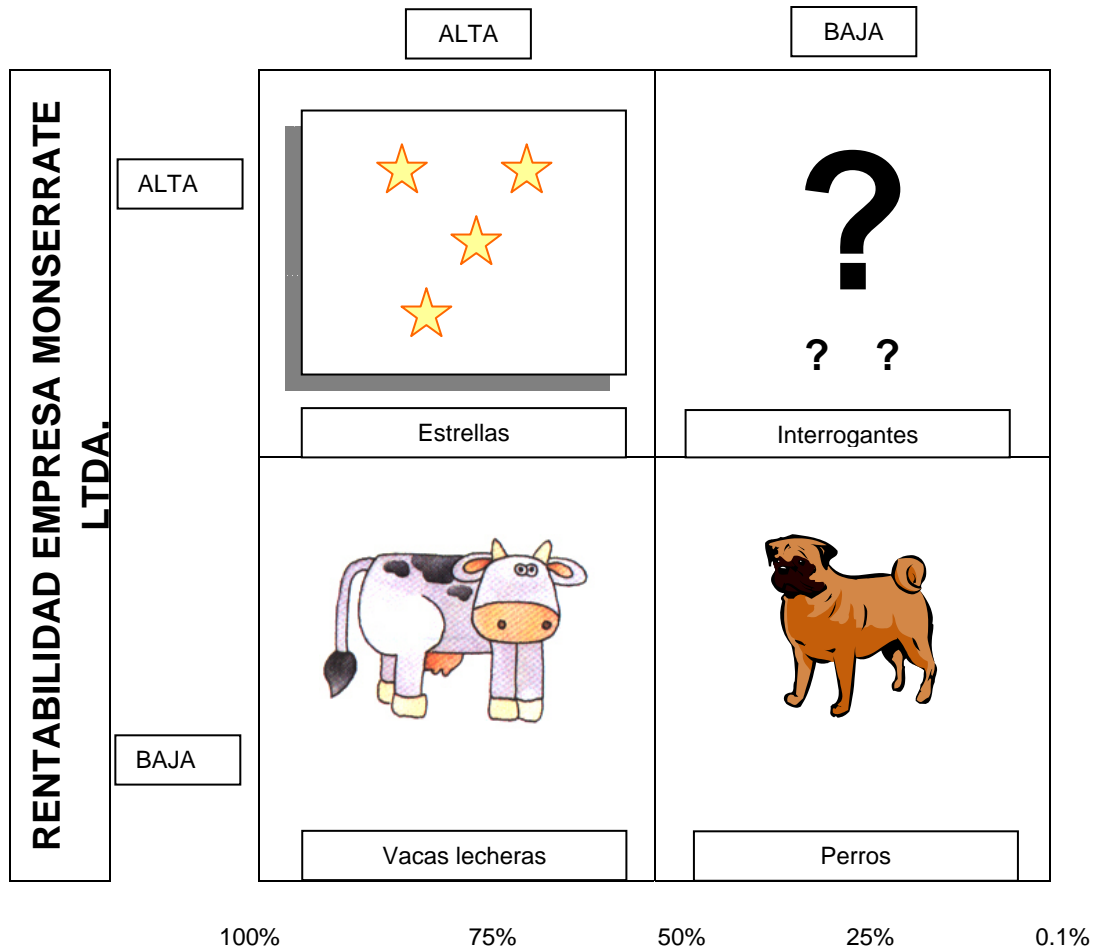 ALTA
BAJA
RENTABILIDAD EMPRESA MONSERRATE
LTDA.
ALTA
?
? ?
Estrellas
Interrogantes
BAJA
Vacas lecheras
Perros
100% 75% 50% 25% 0.1%